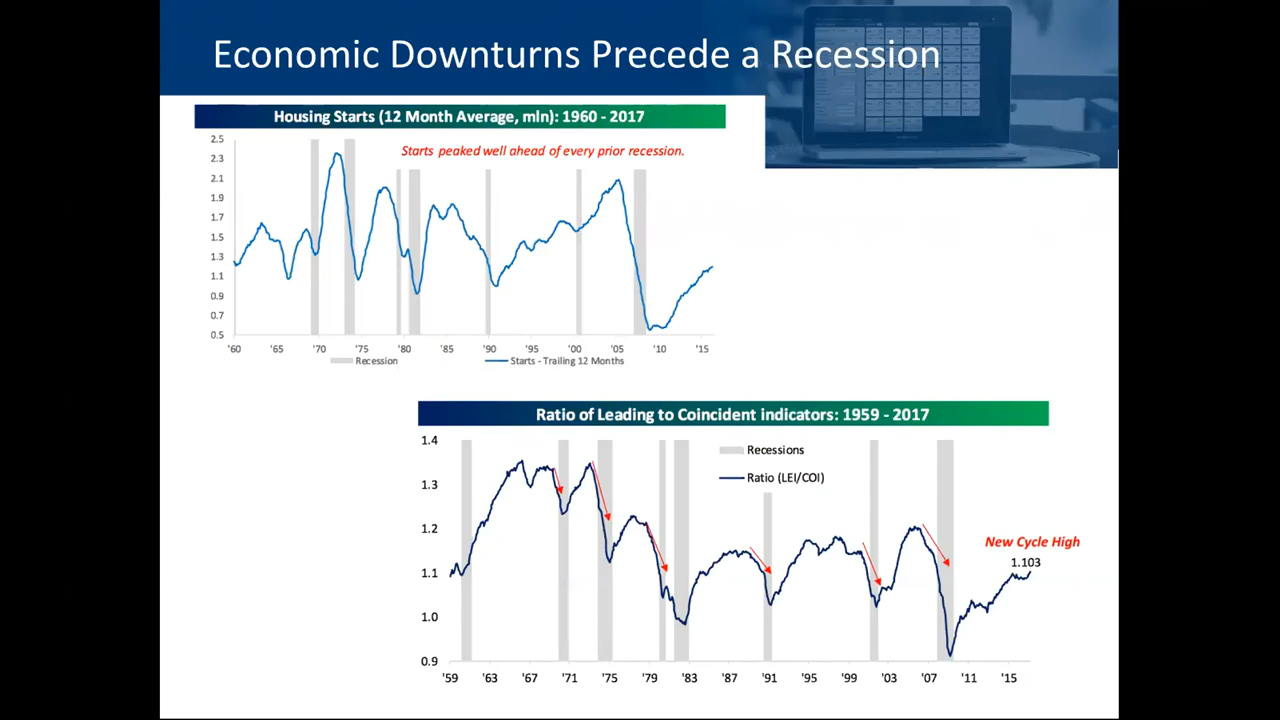 Economic Downturns Precede a Recession
Housing Starts (12 Month Average, mln): 1960 - 2017
Starts peaked well ahead of every prior recession.
2.5
2.3
2.1
1.9
1.7
1.5
1.3
1.1
0.9
0.7
0.5
'60 '65 '70 '75 '80 '85 '90 '95 '00 '05 '10 '15
Recession Starts - Trailing 12 Months
Ratio of Leading to Coincident indicators: 1959 - 2017
1.4
1.3
1.2
1.1
1.0
0.9
Recessions
Ratio (LEI/COI)
New Cycle High
1.103
'59 '63 '67 '71 '75 '79 '83 '87 '91 '95 '99 '03 '07 '11 '15